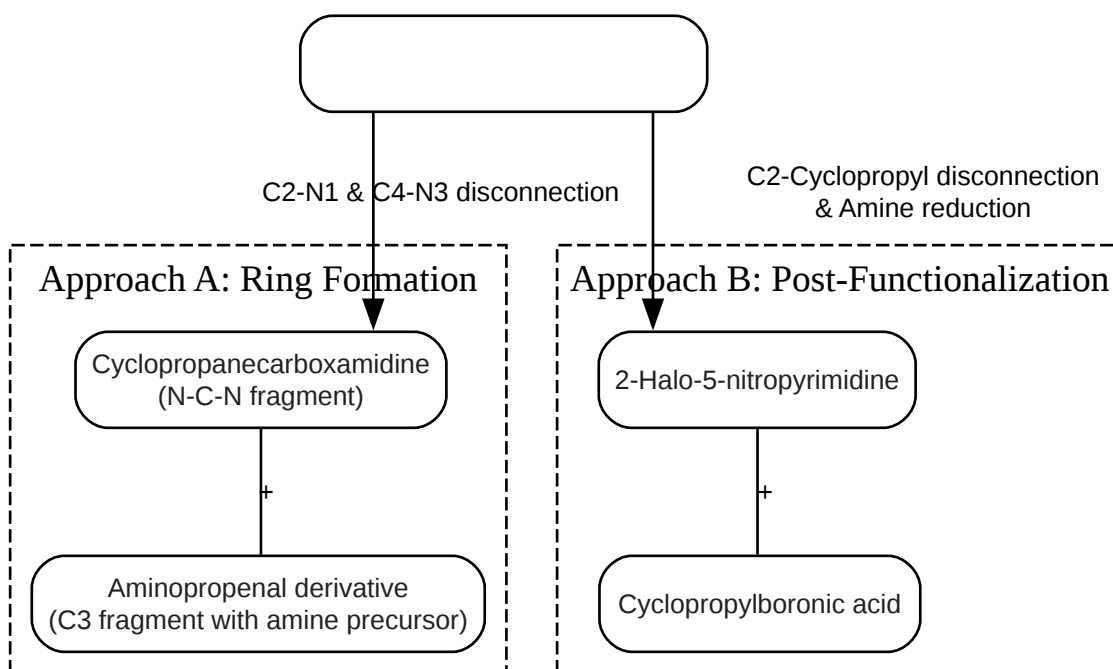 C2-N1 & C4-N3 disconnection
C2-Cyclopropyl disconnection
& Amine reduction
Approach A: Ring Formation
Approach B: Post-Functionalization
Cyclopropanecarboxamidine
(N-C-N fragment)
2-Halo-5-nitropyrimidine
+
+
Aminopropenal derivative
(C3 fragment with amine precursor)
Cyclopropylboronic acid